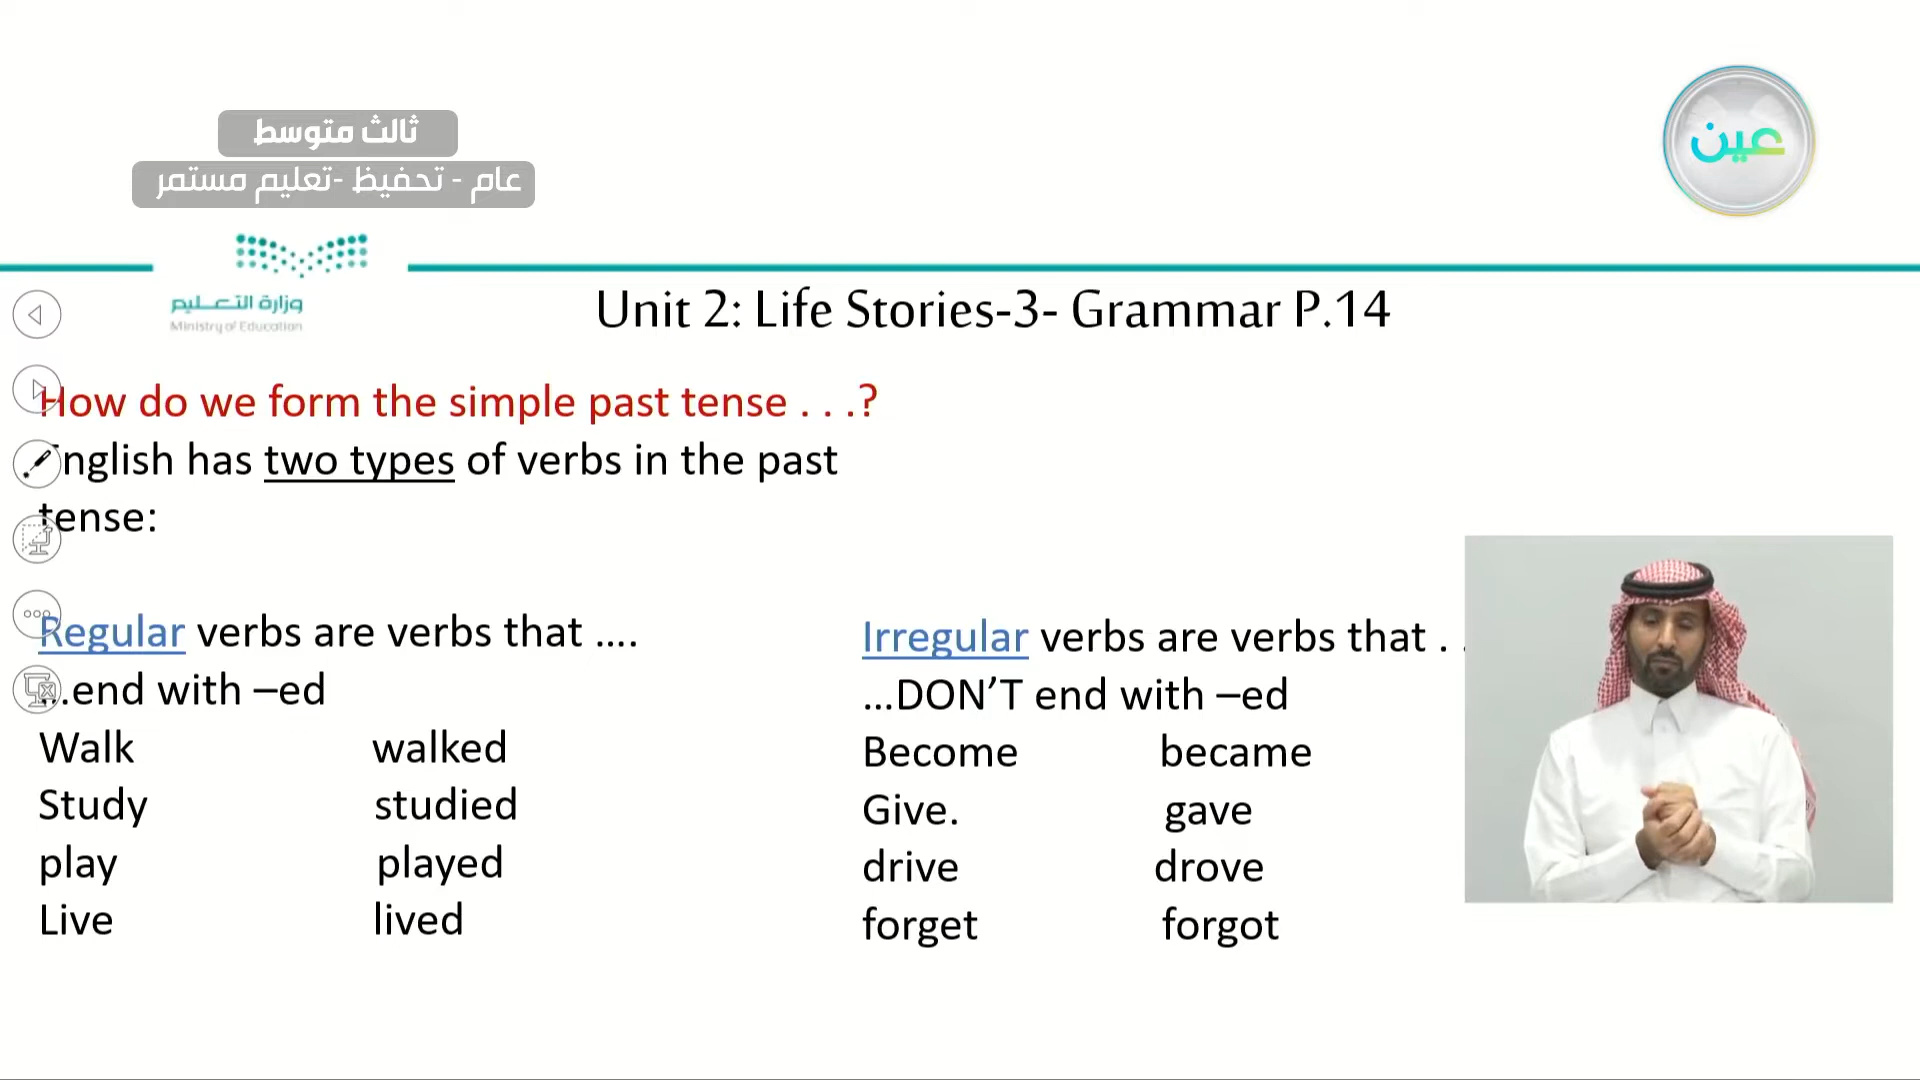 ثالث متوسط
عام - تحفيظ -تعليم مستمر
عين
وزارة التعـــليم
Ministry of Education
Unit 2: Life Stories-3- Grammar P.14
How do we form the simple past tense . . .?
English has two types of verbs in the past
tense:
Regular verbs are verbs that ….
…end with –ed
Walk walked
Study studied
play played
Live lived
Irregular verbs are verbs that . .
…DON’T end with –ed
Become became
Give. gave
drive drove
forget forgot